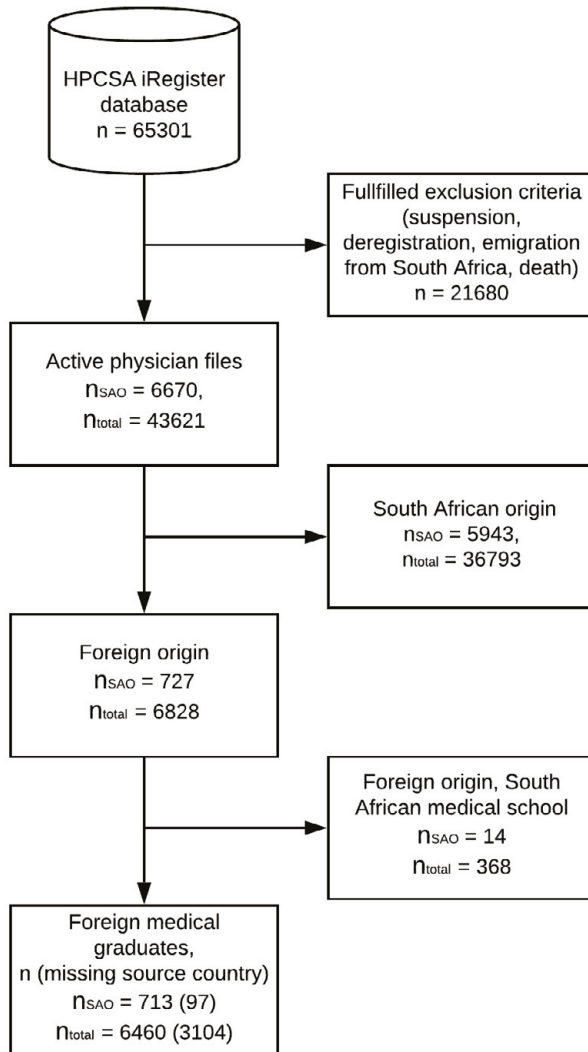 HPCSA iRegister
database
n = 65301
Fullfilled exclusion criteria
(suspension,
deregistration, emigration
from South Africa, death)
n = 21680
Active physician files
nSAO = 6670,
ntotal = 43621
South African origin
nSAO = 5943,
ntotal = 36793
Foreign origin
nSAO = 727
ntotal = 6828
Foreign origin, South
African medical school
nSAO = 14
ntotal = 368
Foreign medical
graduates,
n (missing source country)
nSAO = 713 (97)
ntotal = 6460 (3104)